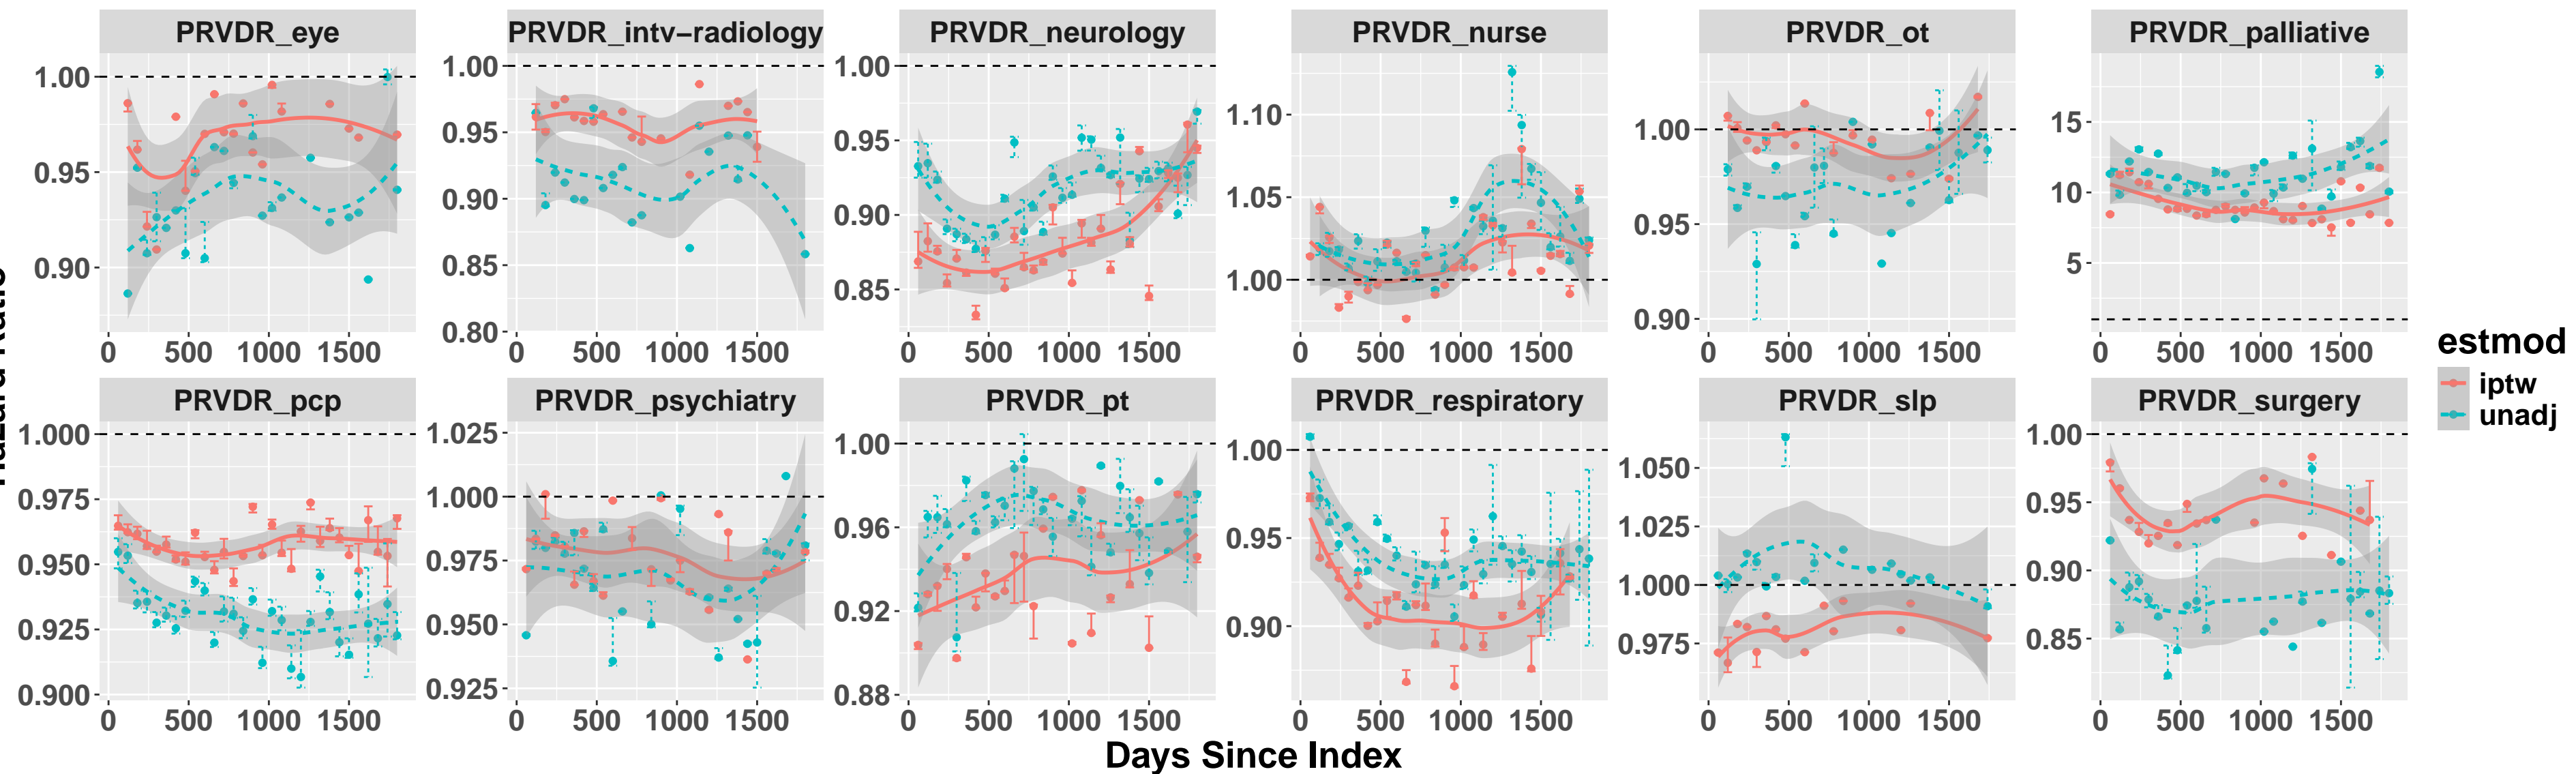 PRVDR_eye PRVDR_intv−radiology PRVDR_neurology PRVDR_nurse PRVDR_ot PRVDR_palliative
1.00 0.95 0.90
1.00 0.95 0.90 0.85 0.80
1.00 0.95 0.90 0.85
1.10 1.05 1.00
1.00 0.95 0.90
15 10 5
0 500 1000 1500 0 500 1000 1500 0 500 1000 1500 0 500 1000 1500 0 500 1000 1500 0 500 1000 1500
PRVDR_pcp PRVDR_psychiatry PRVDR_pt PRVDR_respiratory PRVDR_slp PRVDR_surgery
1.000 0.975 0.950 0.925 0.900
1.025 1.000 0.975 0.950 0.925
1.00 0.96 0.92 0.88
1.00 0.95 0.90
1.050 1.025 1.000 0.975
1.00 0.95 0.90 0.85
0 500 1000 1500 0 500 1000 1500 0 500 1000 1500 0 500 1000 1500 0 500 1000 1500 0 500 1000 1500
Days Since Index
estmod
iptw
unadj